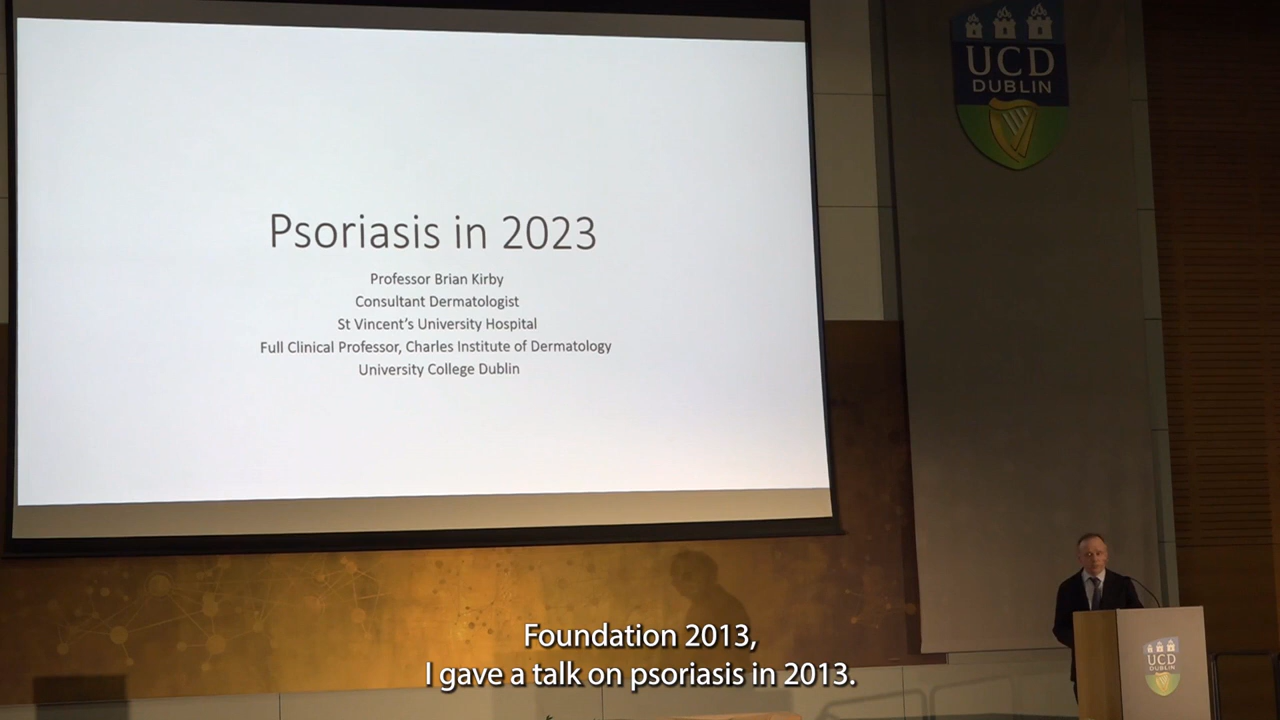 UCD
DUBLIN
Psoriasis in 2023
Professor Brian Kirby
Consultant Dermatologist
St Vincent's University Hospital
Full Clinical Professor, Charles Institute of Dermatology
University College Dublin
Foundation 2013,
I gave a talk on psoriasis in 2013.
UCD
DUBLIN